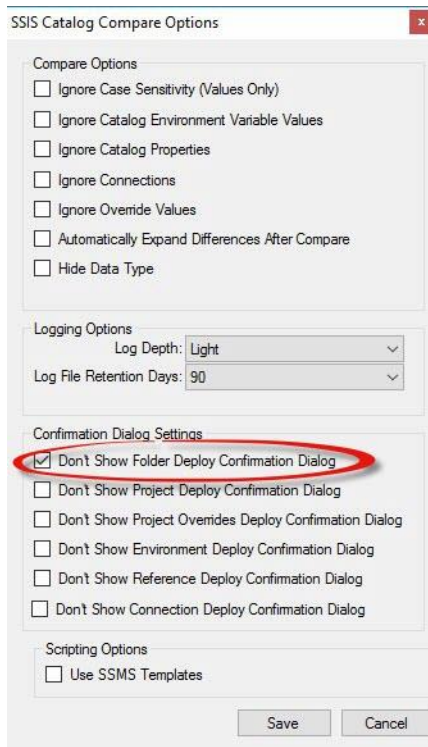 SSIS Catalog Compare Options
x
Compare Options
Ignore Case Sensitivity (Values Only)
Ignore Catalog Environment Variable Values
Ignore Catalog Properties
Ignore Connections
Ignore Override Values
Automatically Expand Differences After Compare
Hide Data Type
Logging Options
Log Depth: Light
Log File Retention Days: 90
Confirmation Dialog Settings
Don't Show Folder Deploy Confirmation Dialog
Don't Show Project Deploy Confirmation Dialog
Don't Show Project Overrides Deploy Confirmation Dialog
Don't Show Environment Deploy Confirmation Dialog
Don't Show Reference Deploy Confirmation Dialog
Don't Show Connection Deploy Confirmation Dialog
Scripting Options
Use SSMS Templates
Save Cancel